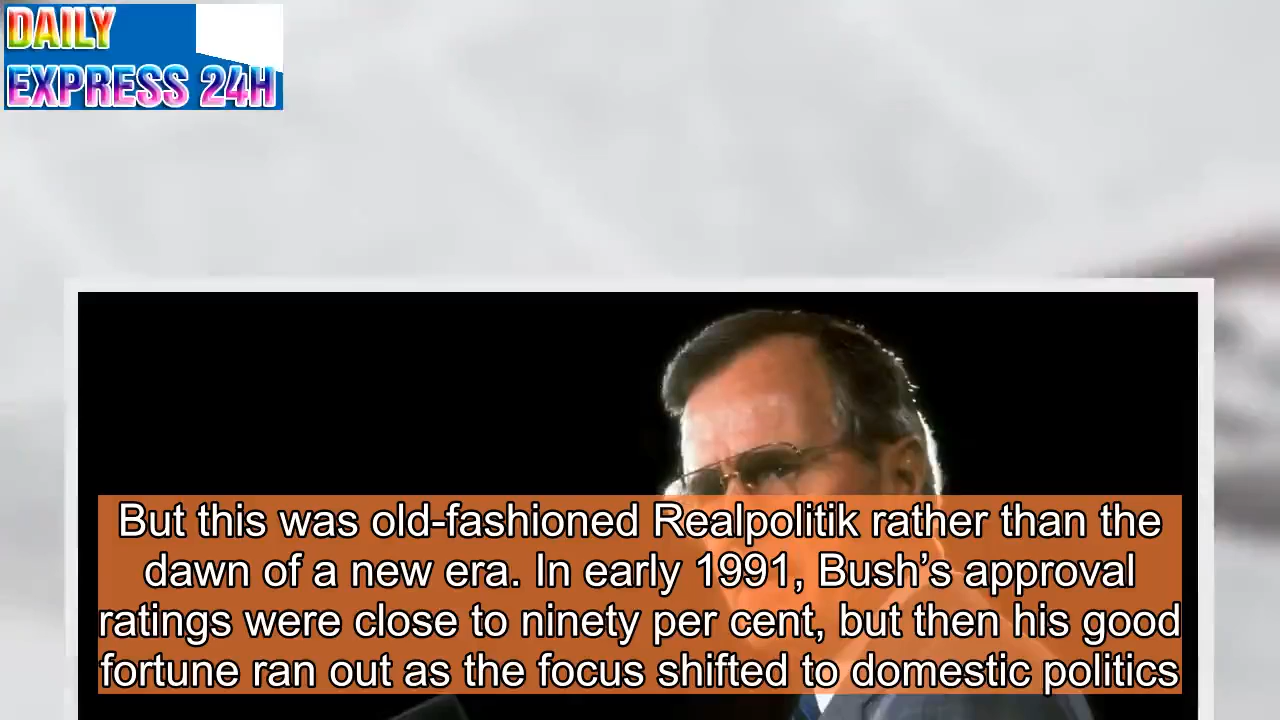 DAILY
EXPRESS 24H
But this was old-fashioned Realpolitik rather than the
dawn of a new era. In early 1991, Bush’s approval
ratings were close to ninety per cent, but then his good
fortune ran out as the focus shifted to domestic politics